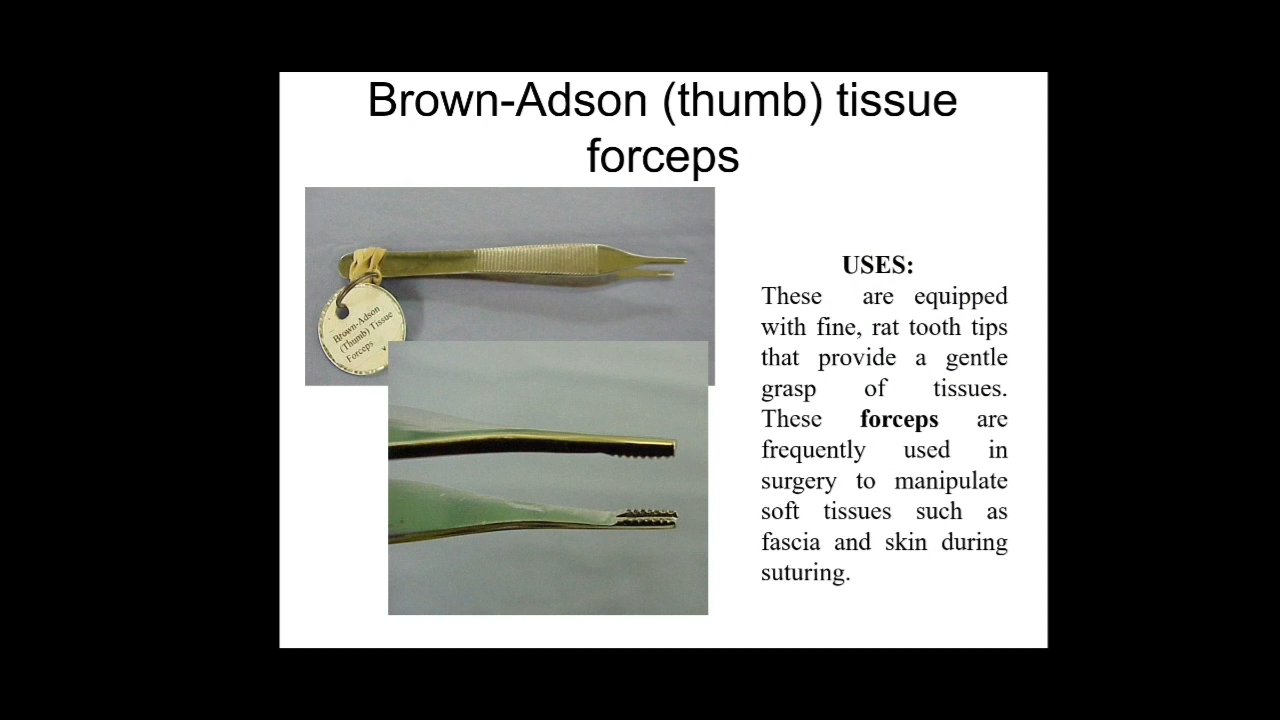 Brown-Adson (thumb) tissue
forceps
Brown-Adson
(Thumb) Tissue
Forceps
USES:
These are equipped
with fine, rat tooth tips
that provide a gentle
grasp of tissues.
These forceps are
frequently used in
surgery to manipulate
soft tissues such as
fascia and skin during
suturing.